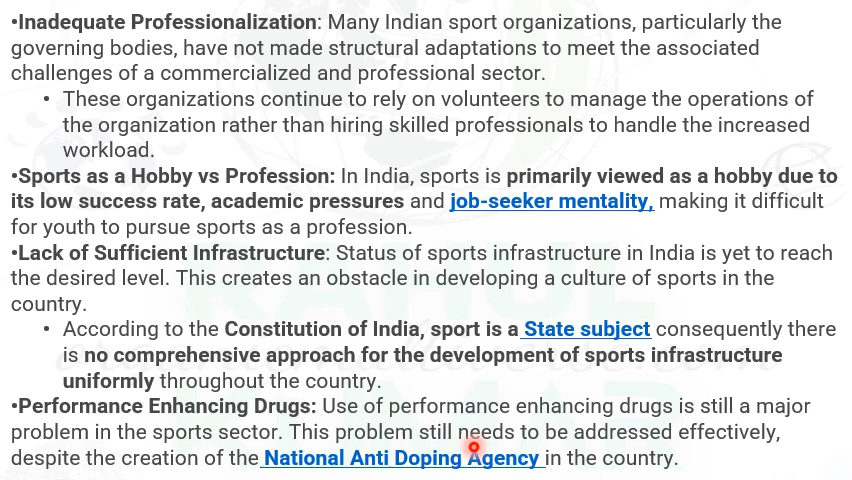 •Inadequate Professionalization: Many Indian sport organizations, particularly the
governing bodies, have not made structural adaptations to meet the associated
challenges of a commercialized and professional sector.
• These organizations continue to rely on volunteers to manage the operations of
the organization rather than hiring skilled professionals to handle the increased
workload.
•Sports as a Hobby vs Profession: In India, sports is primarily viewed as a hobby due to
its low success rate, academic pressures and job-seeker mentality, making it difficult
for youth to pursue sports as a profession.
•Lack of Sufficient Infrastructure: Status of sports infrastructure in India is yet to reach
the desired level. This creates an obstacle in developing a culture of sports in the
country.
• According to the Constitution of India, sport is a State subject consequently there
is no comprehensive approach for the development of sports infrastructure
uniformly throughout the country.
•Performance Enhancing Drugs: Use of performance enhancing drugs is still a major
problem in the sports sector. This problem still needs to be addressed effectively,
despite the creation of the National Anti Doping Agency in the country.